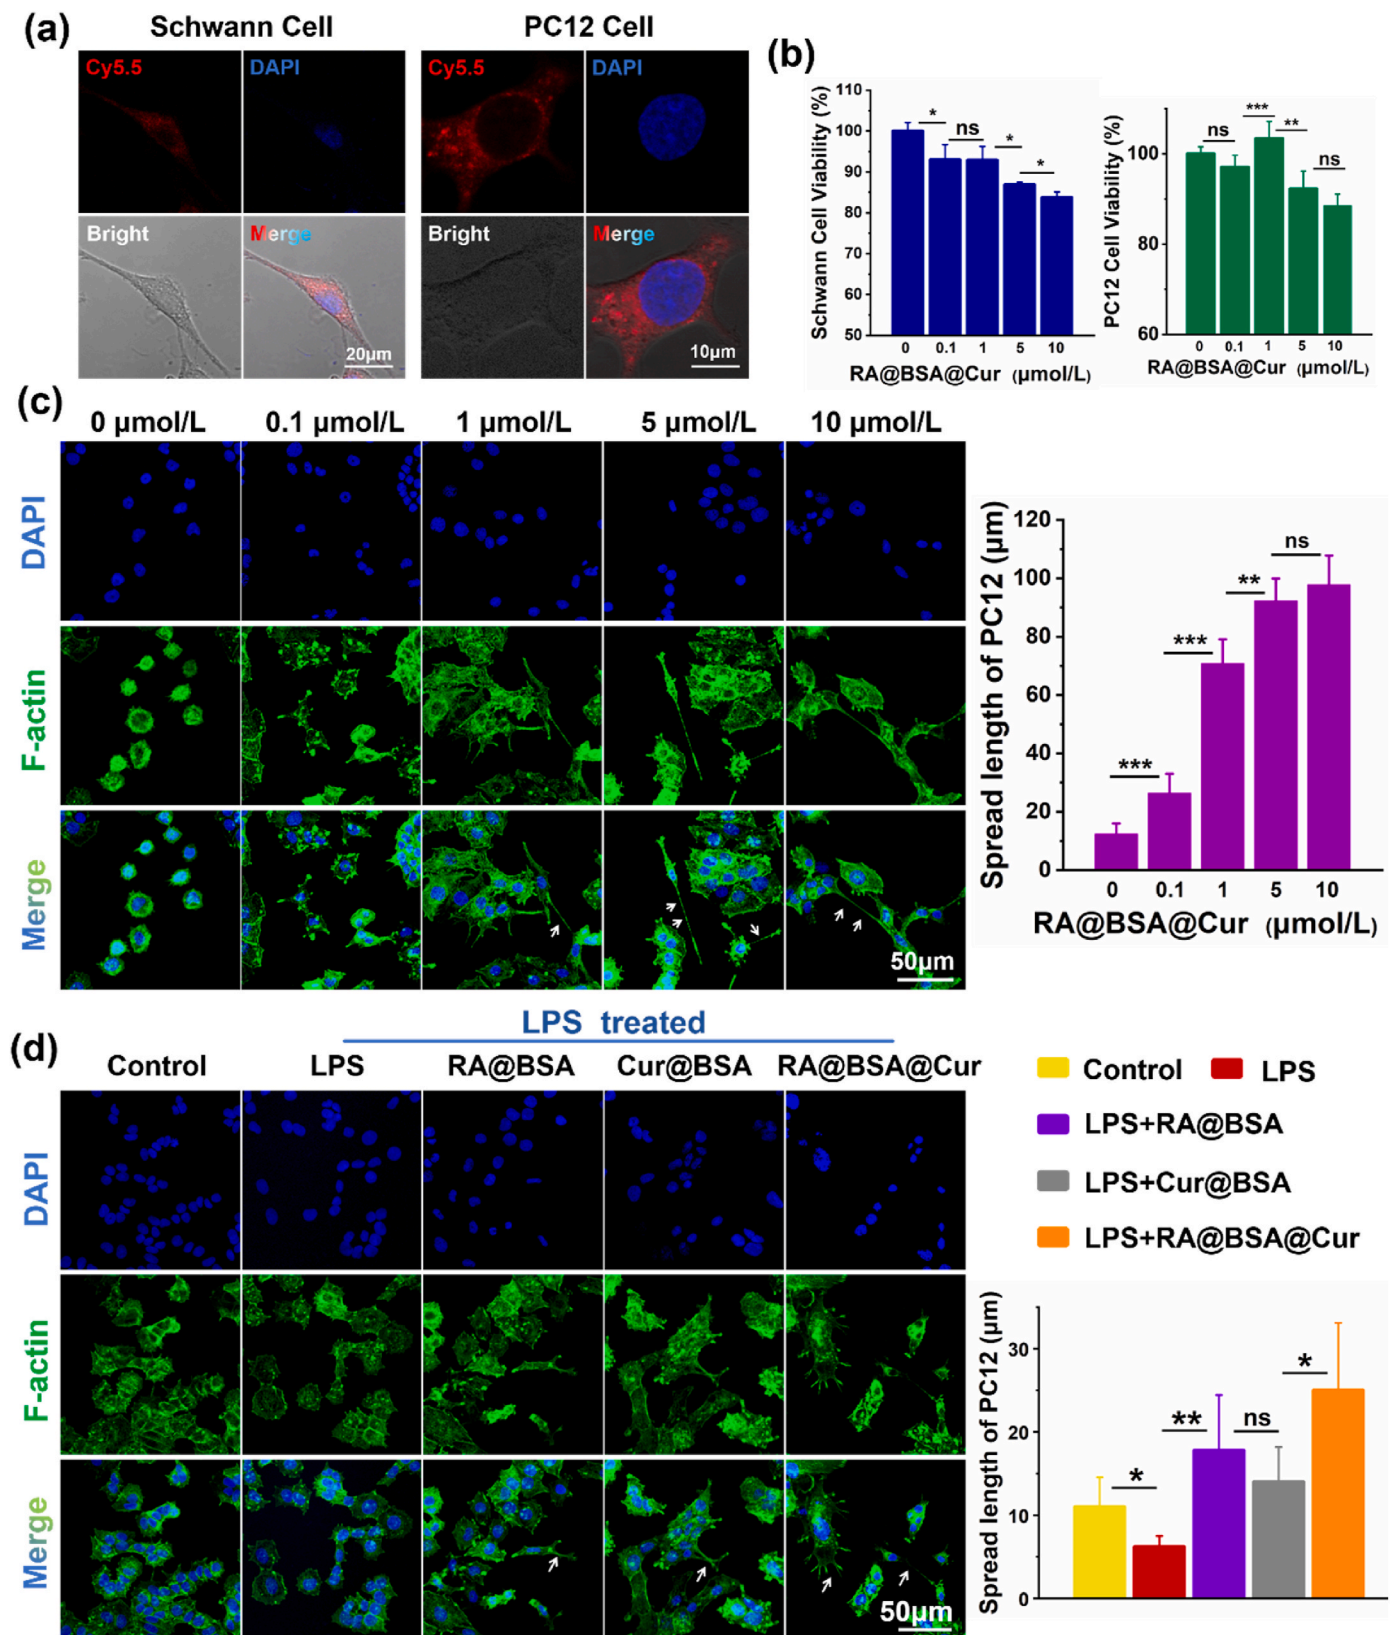 (a)
Schwann Cell
PC12 Cell
Cy5.5
DAPI
Cy5.5
DAPI
Bright
Merge
20μm
Bright
Merge
10μm
(b)
Schwann Cell Viability (%)
110
100
90
80
70
60
50
*
ns
*
*
0 0.1 1 5 10
RA@BSA@Cur (μmol/L)
PC12 Cell Viability (%)
100
80
60
ns
***
**
ns
0 0.1 1 5 10
RA@BSA@Cur (μmol/L)
(c)
0 μmol/L 0.1 μmol/L 1 μmol/L 5 μmol/L 10 μmol/L
DAPI
F-actin
Merge
50μm
Spread length of PC12 (μm)
120
100
80
60
40
20
0
***
***
**
ns
0 0.1 1 5 10
RA@BSA@Cur (μmol/L)
(d)
LPS treated
Control LPS RA@BSA Cur@BSA RA@BSA@Cur
DAPI
F-actin
Merge
50μm
Control LPS
LPS+RA@BSA
LPS+Cur@BSA
LPS+RA@BSA@Cur
Spread length of PC12 (μm)
30
20
10
0
*
**
ns
*